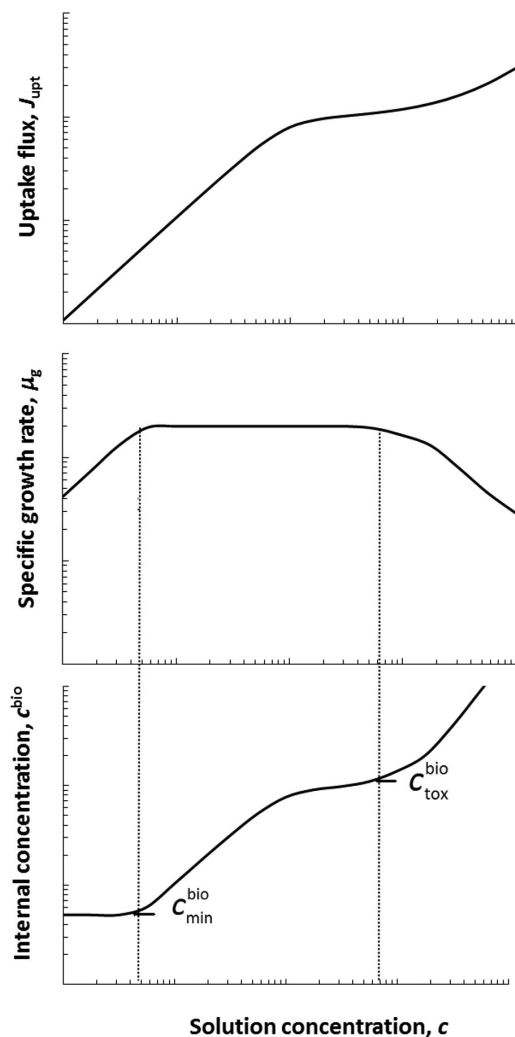 Uptake flux, J_upt
Specific growth rate, μ_g
Internal concentration, c^bio
c^bio_tox
c^bio_min
Solution concentration, c